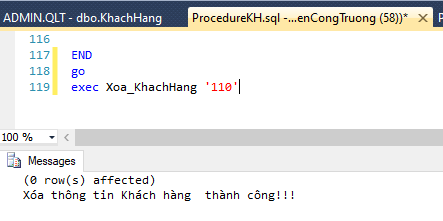 ADMIN.QLT - dbo.KhachHang
ProcedureKH.sql -...enCongTruong (58))*
116
117 END
118 go
119 exec Xoa_KhachHang '110'
100 %
Messages
(0 row(s) affected)
Xóa thông tin Khách hàng  thành công!!!